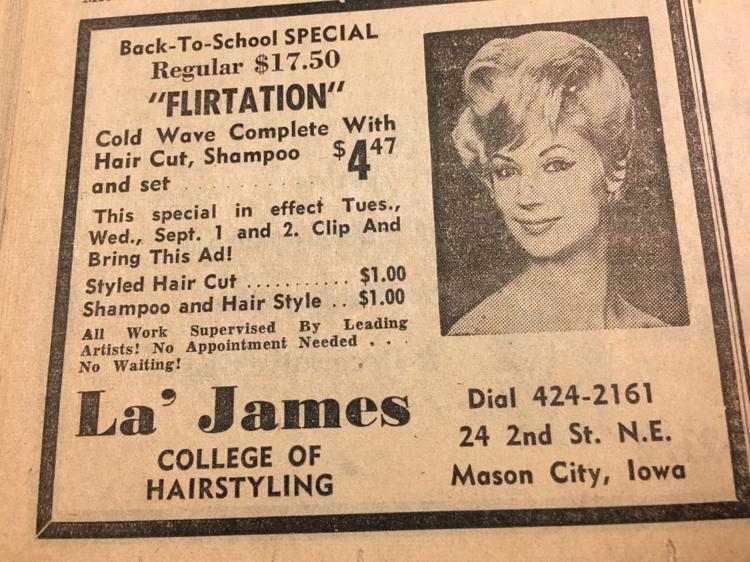 Back-To-School SPECIAL
Regular $17.50
"FLIRTATION"
Cold Wave Complete With
Hair Cut, Shampoo $4 47
and set . . . . . . . . . .
This special in effect Tues.,
Wed., Sept. 1 and 2. Clip And
Bring This Ad!
Styled Hair Cut ........... $1.00
Shampoo and Hair Style .. $1.00
All Work Supervised By Leading
Artists! No Appointment Needed . . .
No Waiting!
La' James
COLLEGE OF
HAIRSTYLING
Dial 424-2161
24 2nd St. N.E.
Mason City, Iowa